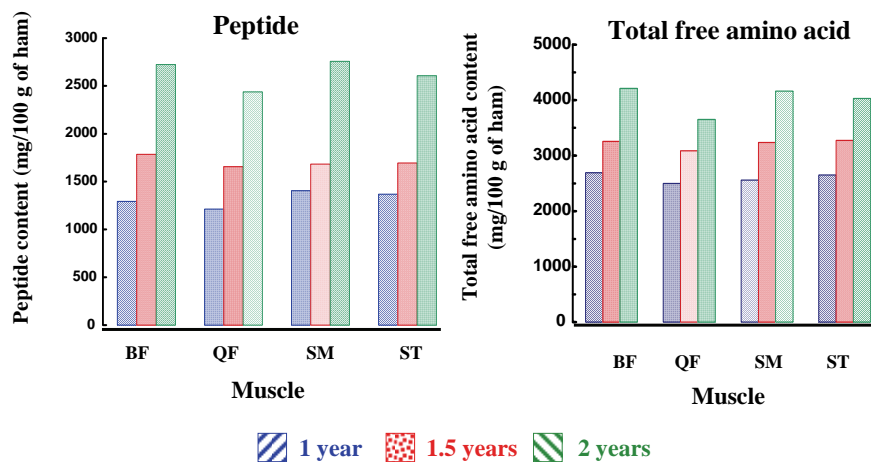 Peptide
Peptide content (mg/100 g of ham)
3000
2500
2000
1500
1000
500
0
BF QF SM ST
Muscle
Total free amino acid
Total free amino acid content
(mg/100 g of ham)
5000
4000
3000
2000
1000
0
BF QF SM ST
Muscle
1 year 1.5 years 2 years